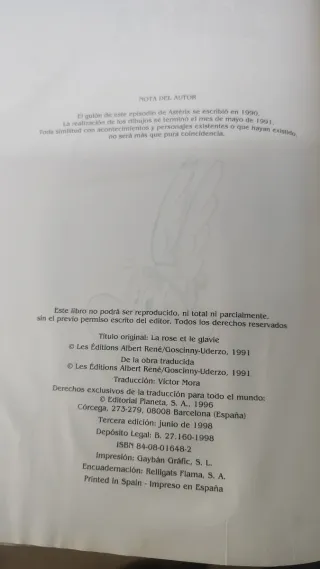 NOTA DEL AUTOR
El guión de este episodio de Astérix se escribió en 1990.
La realización de los dibujos se terminó el mes de mayo de 1991.
Toda similitud con acontecimientos y personajes existentes o que hayan existido,
no será más que pura coincidencia.
Este libro no podrá ser reproducido, ni total ni parcialmente,
sin el previo permiso escrito del editor. Todos los derechos reservados
Título original: La rose et le glavie
© Les Éditions Albert René/Goscinny-Uderzo, 1991
De la obra traducida
© Les Éditions Albert René/Goscinny-Uderzo, 1991
Traducción: Víctor Mora
Derechos exclusivos de la traducción para todo el mundo:
© Editorial Planeta, S. A., 1996
Córcega, 273-279, 08008 Barcelona (España)
Tercera edición: junio de 1998
Depósito Legal: B. 27.160-1998
ISBN 84-08-01648-2
Impresión: Gaybán Gráfic, S. L.
Encuadernación: Relligats Flama, S. A.
Printed in Spain - Impreso en España